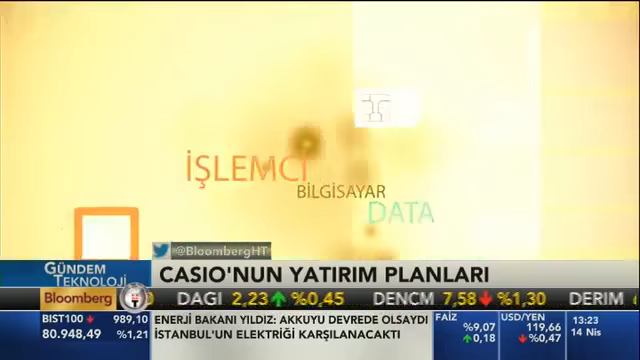 İŞLEMCİ
BİLGİSAYAR
DATA
@BloombergHT
GÜNDEM
TEKNOLOJİ
CASIO'NUN YATIRIM PLANLARI
Bloomberg HT
0 DAGI 2,23 %0,45 DENCM 7,58 %1,30 DERIM 6
BIST100 989,10
80.948,49 %1,21
ENERJİ BAKANI YILDIZ: AKKUYU DEVREDE OLSAYDI
İSTANBUL'UN ELEKTRİĞİ KARŞILANACAKTI
FAİZ
%9,07
0,18
USD/YEN
119,66
%0,47
13:23
14 Nis